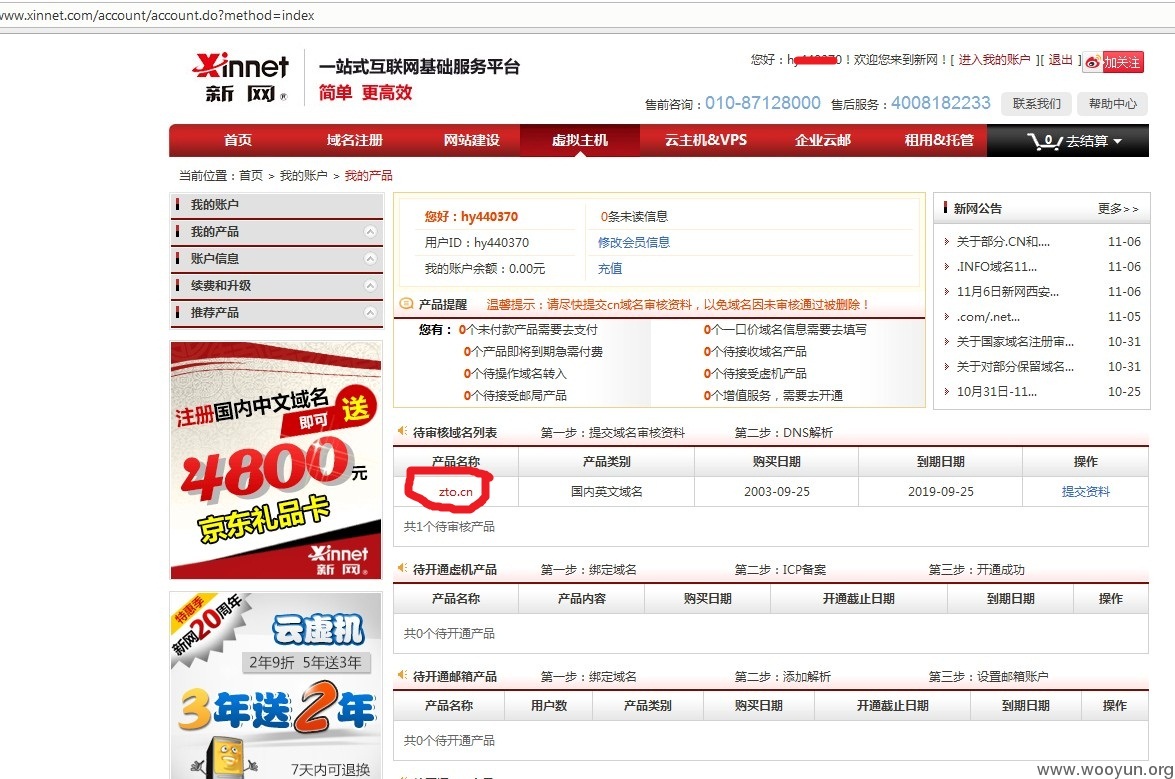 www.xinnet.com/account/account.do?method=index
xinnet 新网® 一站式互联网基础服务平台
简单 更高效
0！欢迎您来到新网！[ 进入我的账户 ][ 退出 ] 加关注
售前咨询：010-87128000 售后服务：4008182233 联系我们 帮助中心
首页 域名注册 网站建设 虚拟主机 云主机&VPS 企业云邮 租用&托管 0 去结算
当前位置：首页 > 我的账户 > 我的产品
我的账户
我的产品
账户信息
续费和升级
推荐产品
注册国内中文域名
即可 送
4800元
京东礼品卡
xinnet
新网®
特惠季
新网20周年
云虚机
2年9折 5年送3年
3年送2年
7天内可退换
您好：hy440370 0条未读信息
用户ID：hy440370 修改会员信息
我的账户余额：0.00元 充值
产品提醒 温馨提示：请尽快提交cn域名审核资料，以免域名因未审核通过被删除！
您有： 0个未付款产品需要去支付 0个一口价域名信息需要去填写
0个产品即将到期急需付费 0个待接收域名产品
0个待操作域名转入 0个待接受虚机产品
0个待接受邮局产品 0个增值服务，需要去开通
新网公告 更多>>
关于部分.CN和.... 11-06
.INFO域名11... 11-06
11月6日新网西安... 11-06
.com/.net... 11-05
关于国家域名注册审... 10-31
关于对部分保留域名... 10-31
10月31日-11... 10-25
待审核域名列表 第一步：提交域名审核资料 第二步：DNS解析
产品名称 产品类别 购买日期 到期日期 操作
zto.cn 国内英文域名 2003-09-25 2019-09-25 提交资料
共1个待审核产品
待开通虚机产品 第一步：绑定域名 第二步：ICP备案 第三步：开通成功
产品名称 产品内容 购买日期 开通截止日期 到期日期 操作
共0个待开通产品
待开通邮箱产品 第一步：绑定域名 第二步：添加解析 第三步：设置邮箱账户
产品名称 用户数 产品类别 购买日期 开通截止日期 到期日期 操作
共0个待开通产品
www.wooyun.org